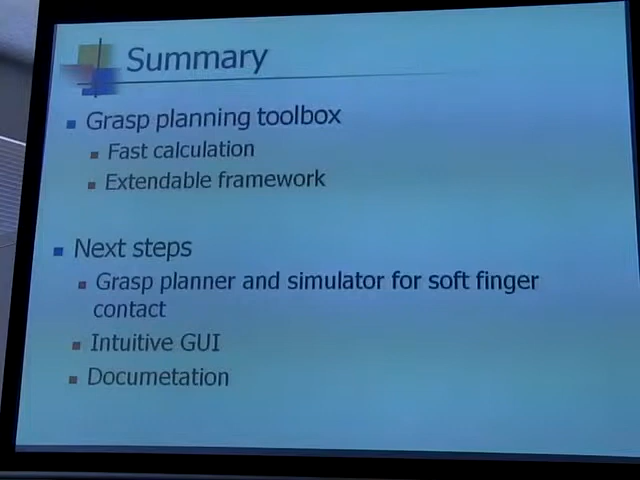 Summary
Grasp planning toolbox
Fast calculation
Extendable framework
Next steps
Grasp planner and simulator for soft finger
contact
Intuitive GUI
Documetation